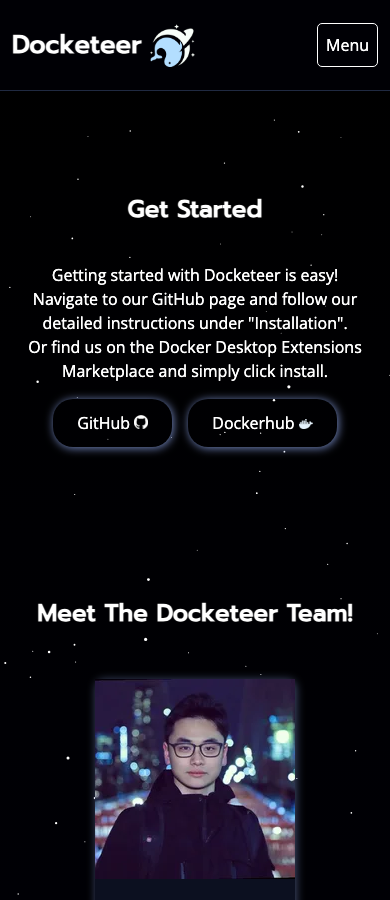 Docketeer
Menu
Get Started
Getting started with Docketeer is easy!
Navigate to our GitHub page and follow our
detailed instructions under "Installation".
Or find us on the Docker Desktop Extensions
Marketplace and simply click install.
GitHub
Dockerhub
Meet The Docketeer Team!